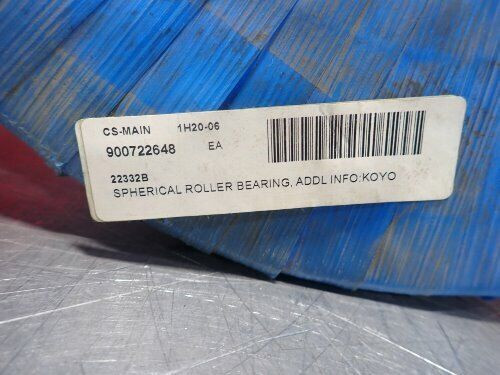 CS-MAIN 1H20-06
900722648 EA
22332B
SPHERICAL ROLLER BEARING, ADDL INFO:KOYO